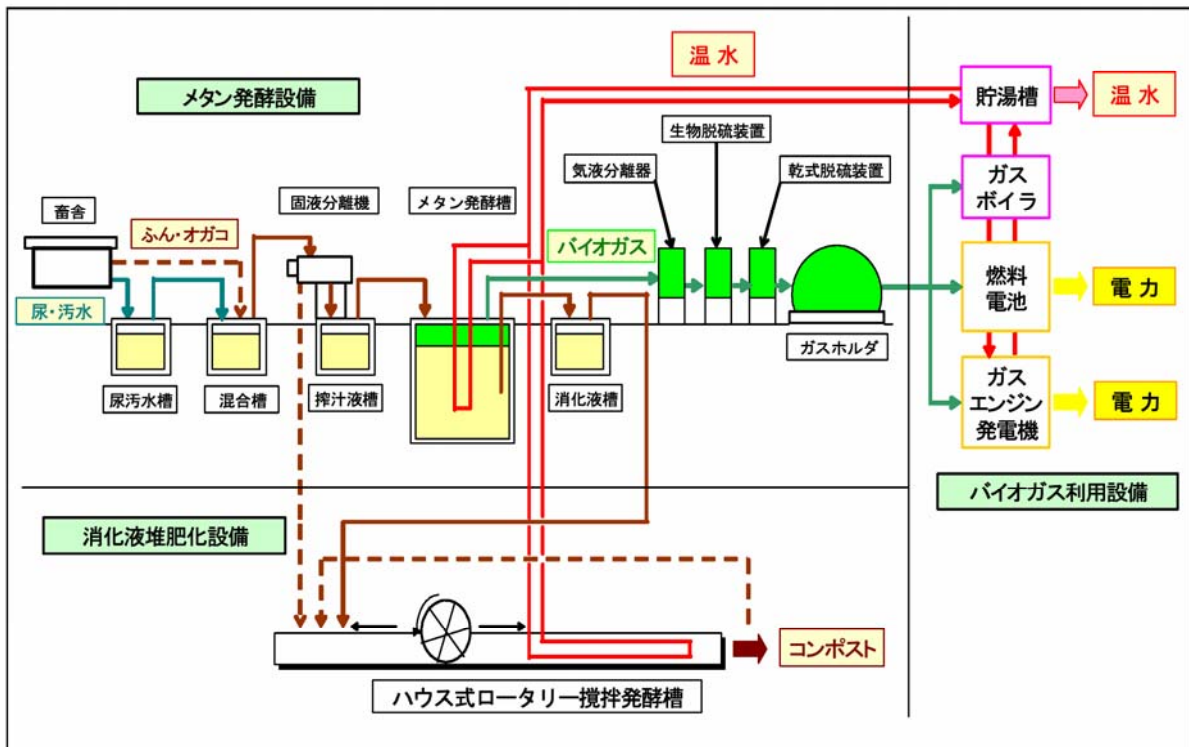 温 水
メタン発酵設備
貯湯槽
温 水
生物脱硫装置
気液分離器
乾式脱硫装置
固液分離機
メタン発酵槽
ガス
ボイラ
畜舎
ふん・オガコ
バイオガス
燃料
電池
電 力
尿・汚水
ガスホルダ
ガス
エンジン
発電機
電 力
尿汚水槽
混合槽
搾汁液槽
消化液槽
バイオガス利用設備
消化液堆肥化設備
コンポスト
ハウス式ロータリー撹拌発酵槽